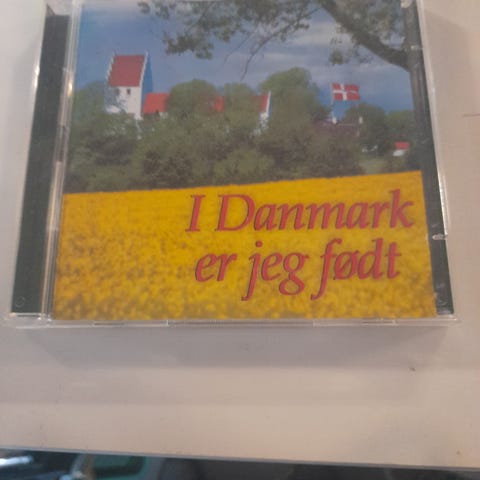 I Danmark
er jeg født